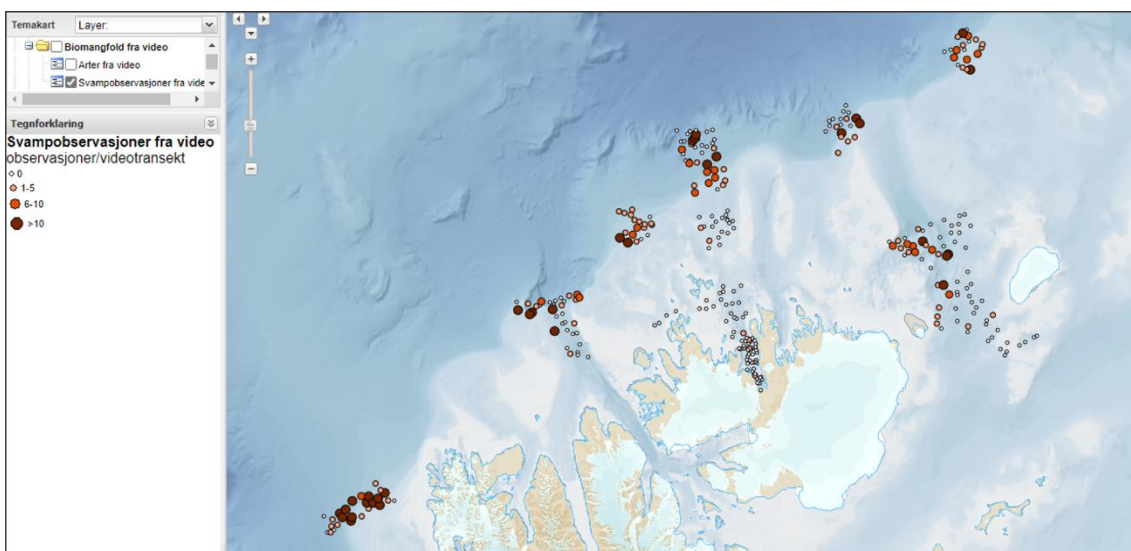 Temakart
Layer:
Biomangfold fra video
Arter fra video
Svampobservasjoner fra vide
Tegnforklaring
Svampobservasjoner fra video
observasjoner/videotransekt
0
1-5
6-10
>10